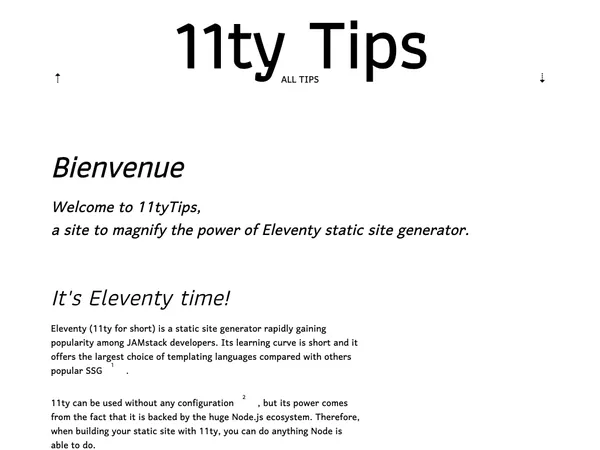 11ty Tips
↑ ALL TIPS ↓
Bienvenue
Welcome to 11tyTips,
a site to magnify the power of Eleventy static site generator.
It's Eleventy time!
Eleventy (11ty for short) is a static site generator rapidly gaining
popularity among JAMstack developers. Its learning curve is short and it
offers the largest choice of templating languages compared with others
popular SSG 1 .
11ty can be used without any configuration 2 , but its power comes
from the fact that it is backed by the huge Node.js ecosystem. Therefore,
when building your static site with 11ty, you can do anything Node is
able to do.